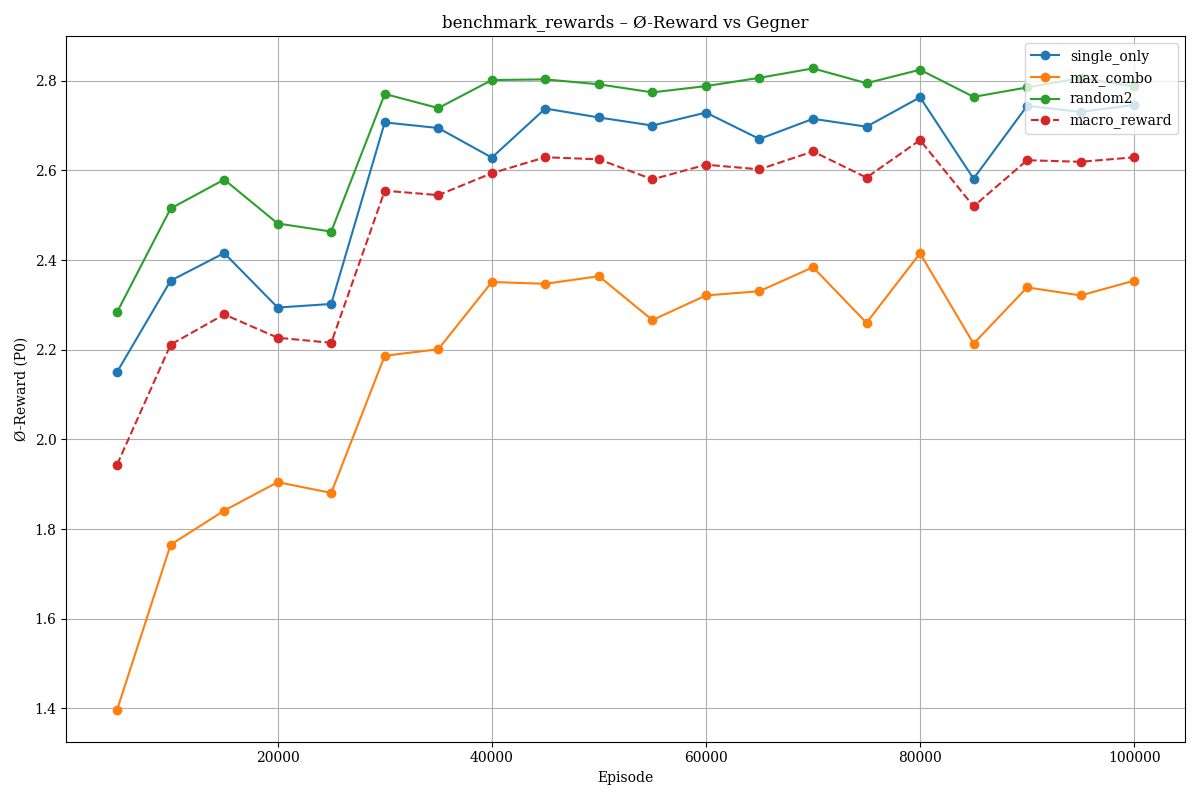 benchmark_rewards – Ø-Reward vs Gegner
single_only
max_combo
random2
macro_reward
Ø-Reward (P0)
2.8
2.6
2.4
2.2
2.0
1.8
1.6
1.4
20000 40000 60000 80000 100000
Episode